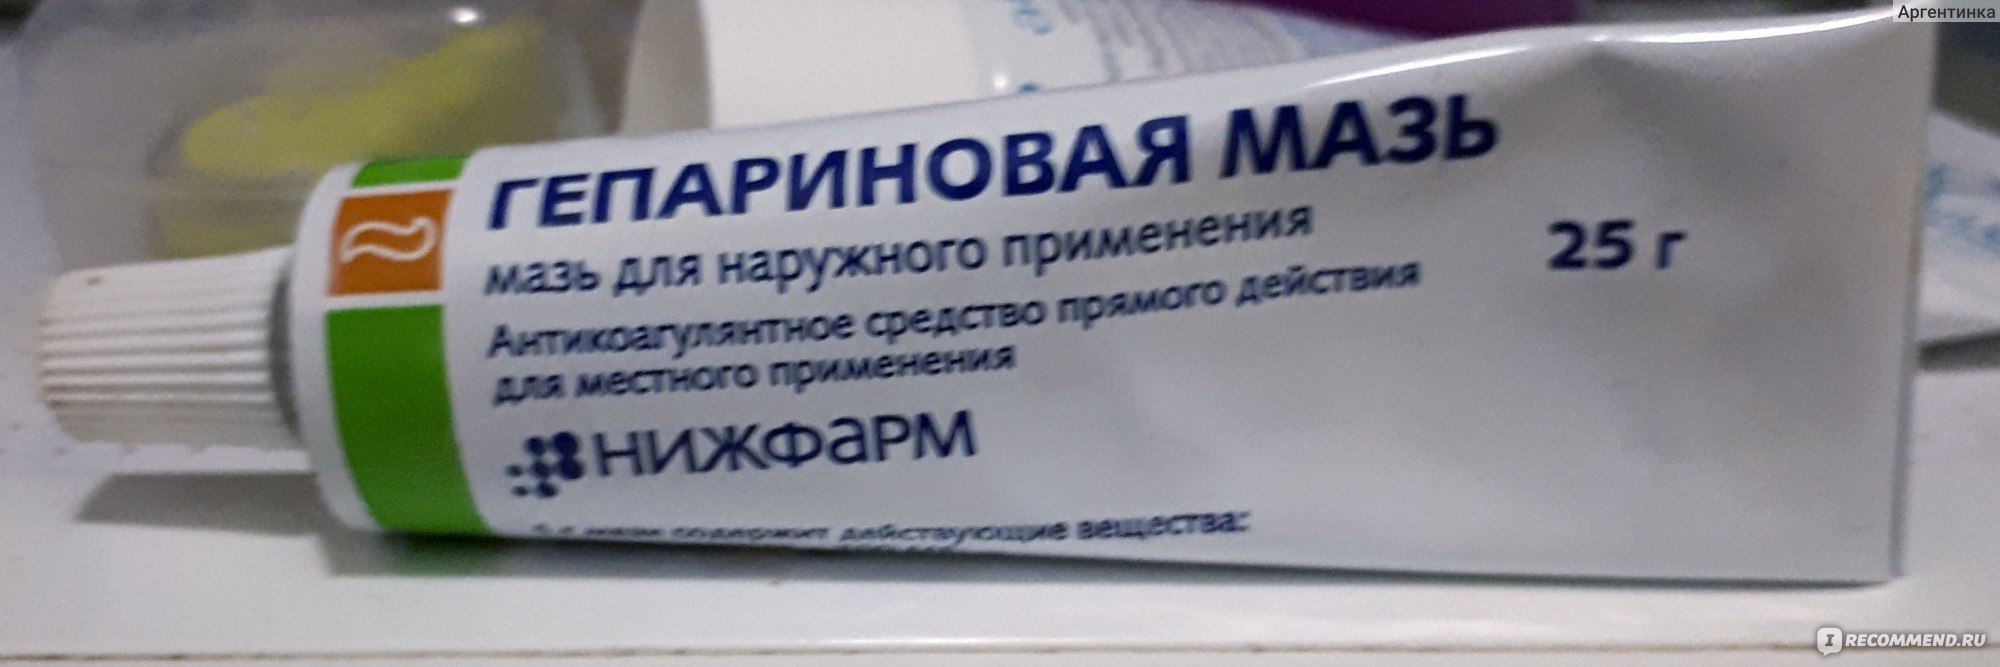 Аргентинка
ГЕПАРИНОВАЯ МАЗЬ
мазь для наружного применения
25 г
Антикоагулянтное средство прямого действия
для местного применения
НИЖФАРМ
содержит действующие вещества:
IRECOMMEND.RU